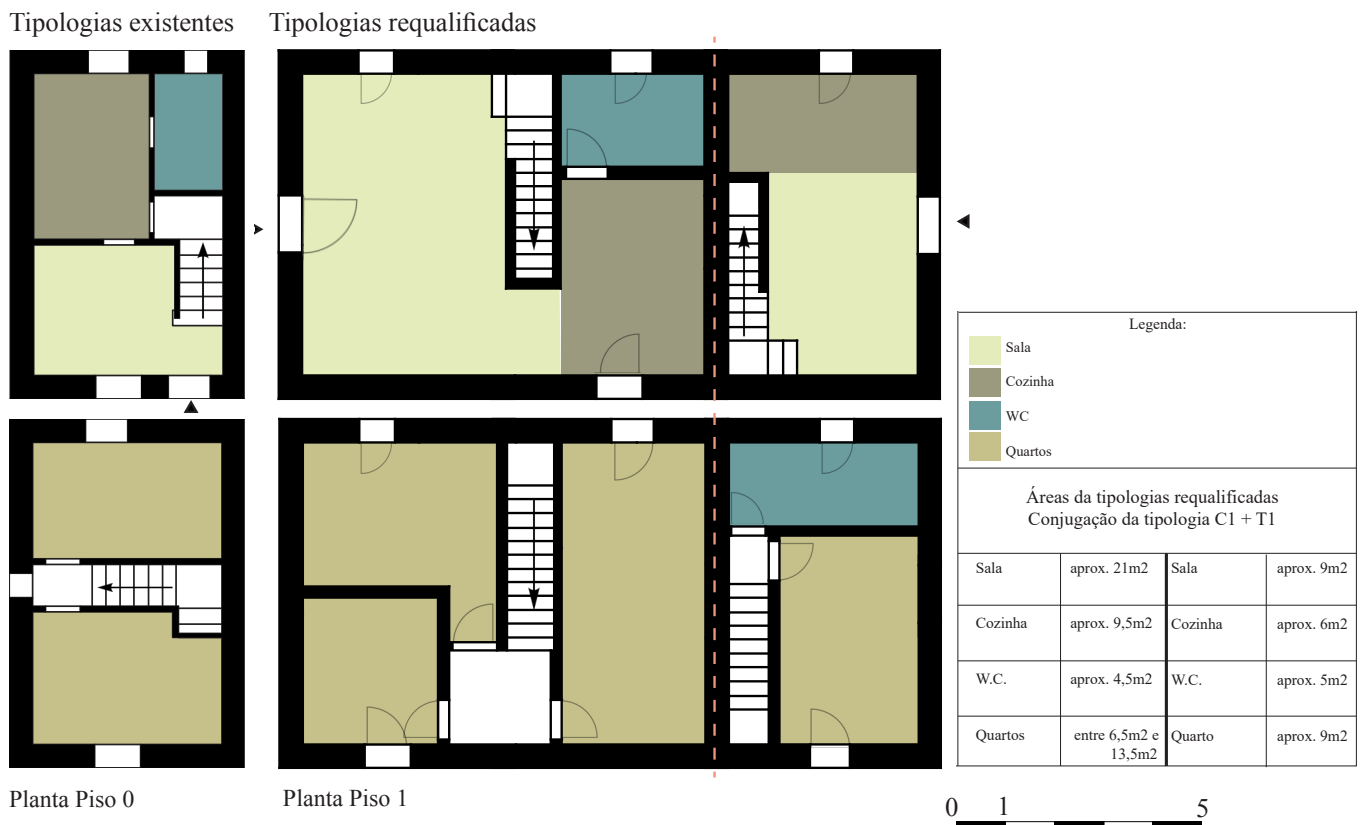 Tipologias existentes
Tipologias requalificadas
Legenda:
Sala
Cozinha
WC
Quartos
Áreas da tipologias requalificadas
Conjugação da tipologia C1 + T1
Sala aprox. 21m2 Sala aprox. 9m2
Cozinha aprox. 9,5m2 Cozinha aprox. 6m2
W.C. aprox. 4,5m2 W.C. aprox. 5m2
Quartos entre 6,5m2 e Quarto aprox. 9m2
13,5m2
Planta Piso 0
Planta Piso 1
0 1 5